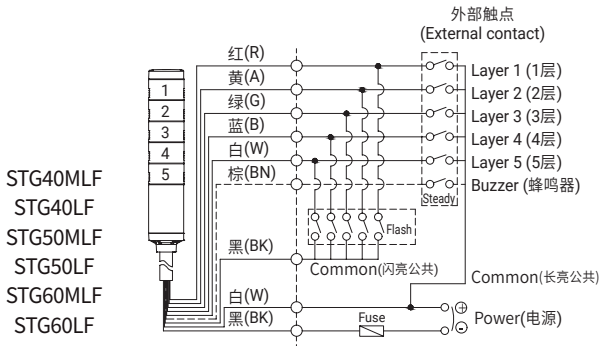 外部触点
(External contact)
红(R)
黄(A)
绿(G)
蓝(B)
白(W)
棕(BN)
1
2
3
4
5
Layer 1 (1层)
Layer 2 (2层)
Layer 3 (3层)
Layer 4 (4层)
Layer 5 (5层)
Buzzer (蜂鸣器)
Steady
STG40MLF
STG40LF
STG50MLF
STG50LF
STG60MLF
STG60LF
Flash
黑(BK)
Common(闪亮公共)
Common(长亮公共)
白(W)
黑(BK)
Fuse
+
-
Power(电源)